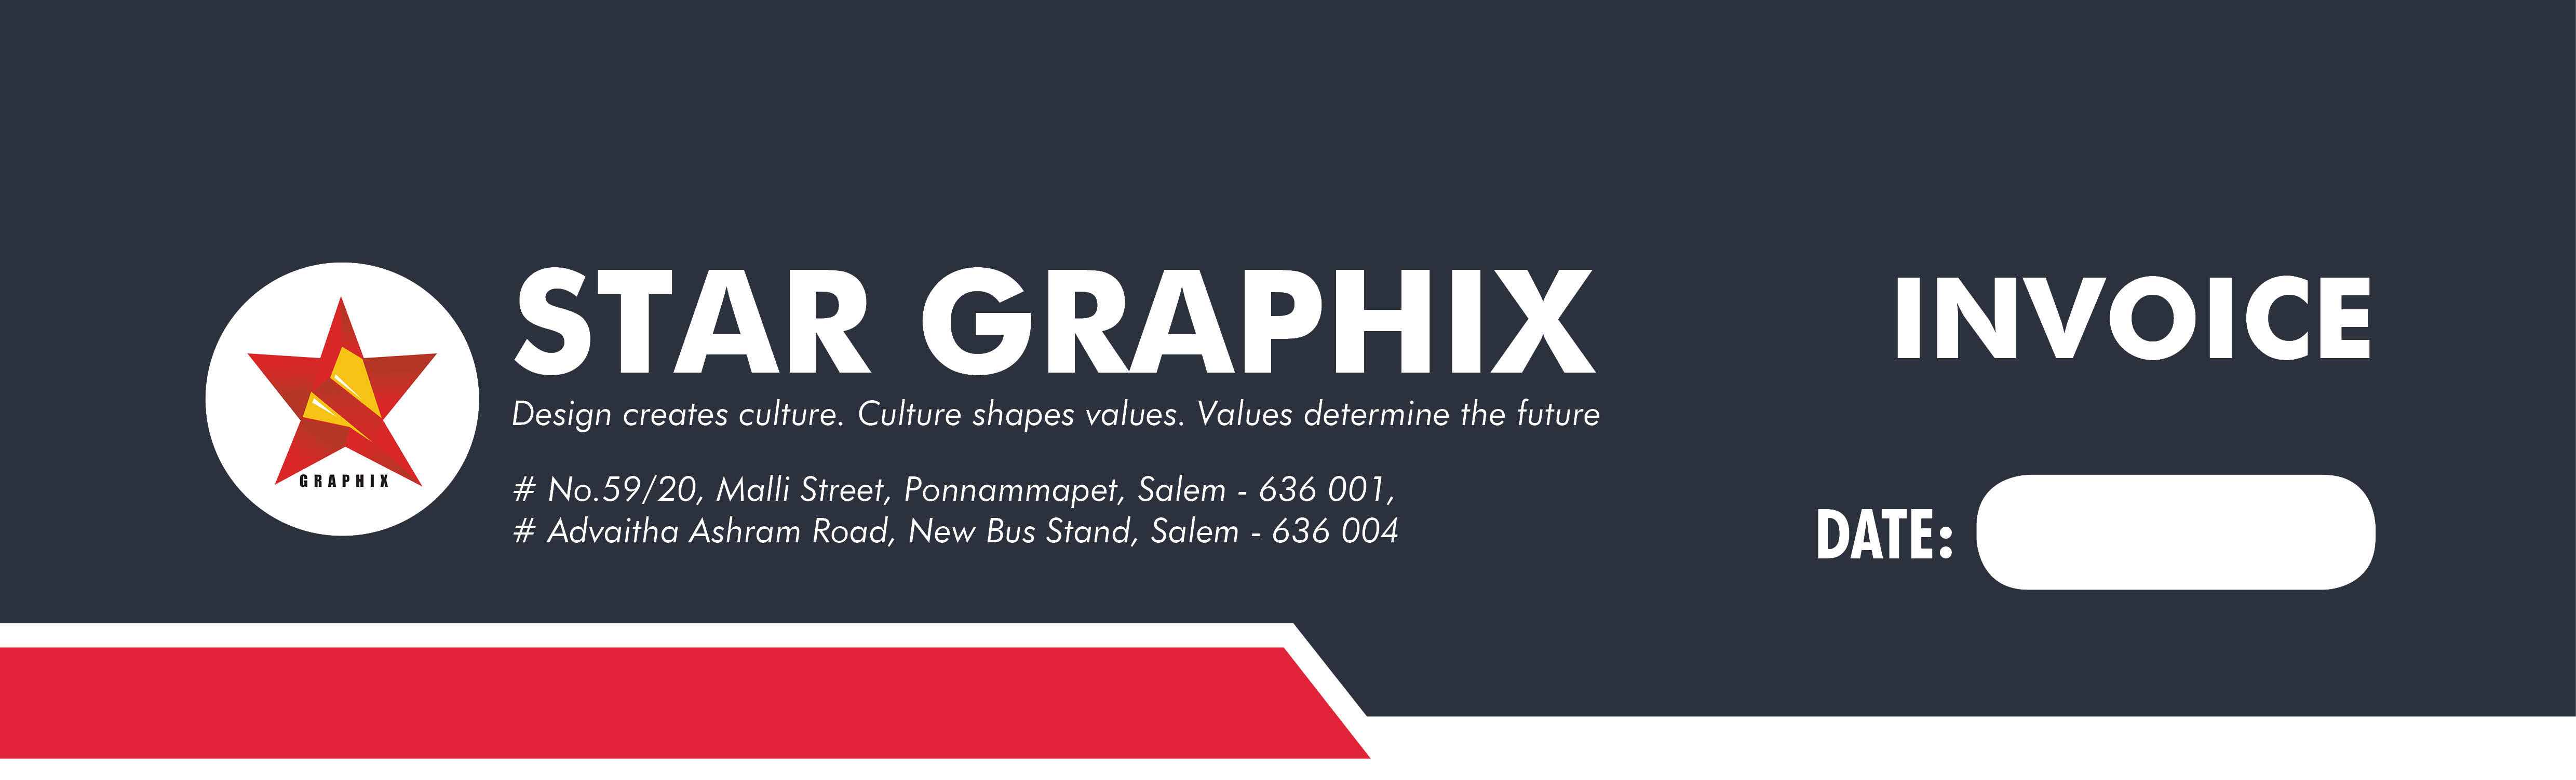 STAR GRAPHIX
Design creates culture. Culture shapes values. Values determine the future
# No.59/20, Malli Street, Ponnammapet, Salem - 636 001,
# Advaitha Ashram Road, New Bus Stand, Salem - 636 004
GRAPHIX
INVOICE
DATE: